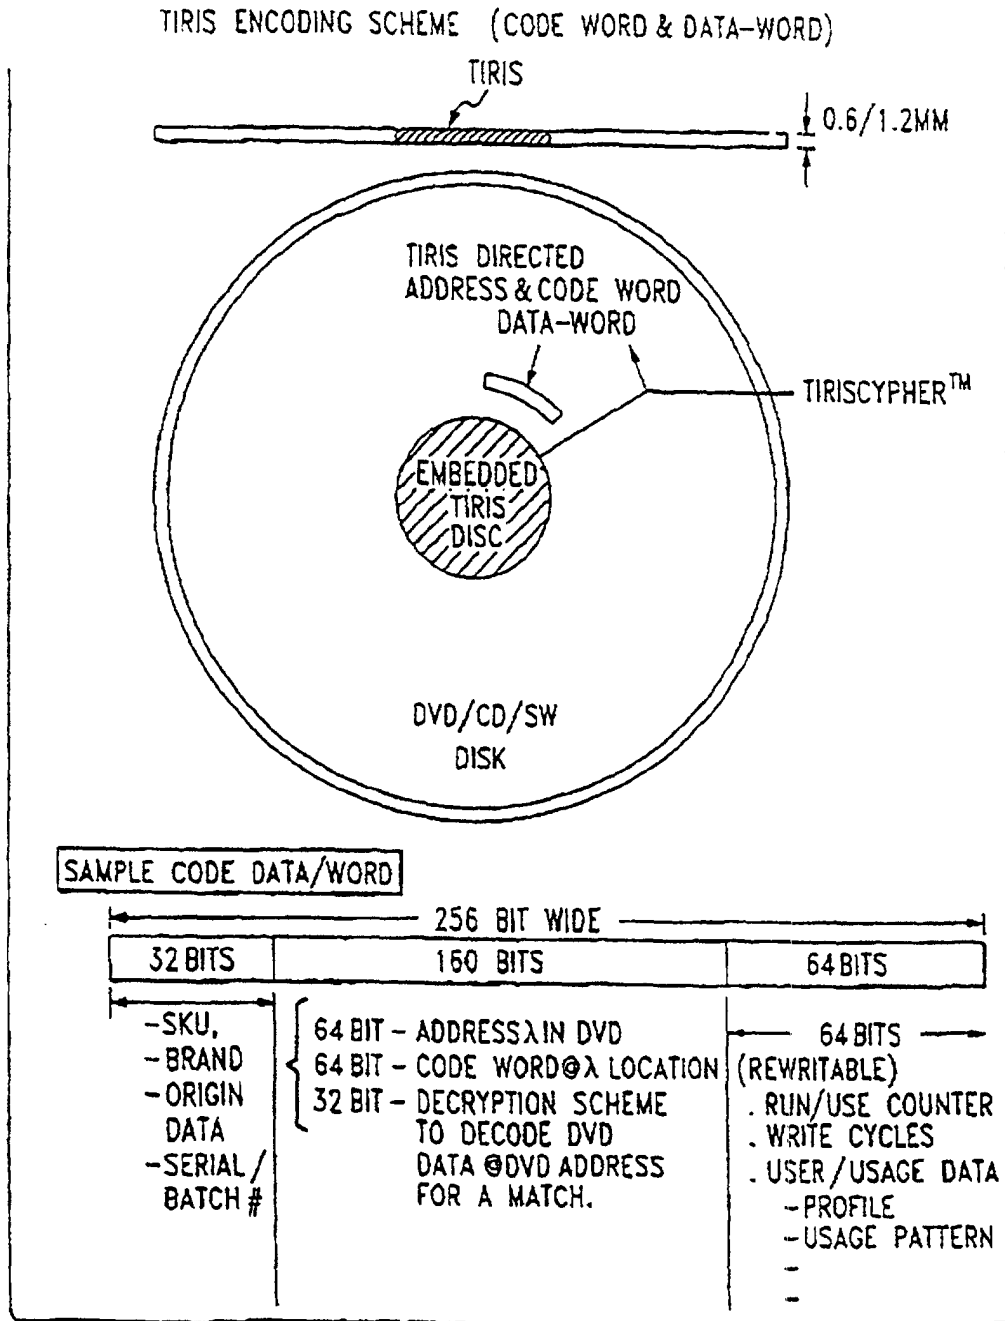 TIRIS ENCODING SCHEME (CODE WORD & DATA-WORD)
TIRIS
0.6/1.2MM
TIRIS DIRECTED
ADDRESS & CODE WORD
DATA-WORD
TIRISCYPHER™
EMBEDDED
TIRIS
DISC
DVD/CD/SW
DISK
SAMPLE CODE DATA/WORD
256 BIT WIDE
32 BITS
160 BITS
64 BITS
-SKU,
-BRAND
-ORIGIN
DATA
-SERIAL/
BATCH #
64 BIT - ADDRESS λ IN DVD
64 BIT - CODE WORD @ λ LOCATION
32 BIT - DECRYPTION SCHEME
TO DECODE DVD
DATA @ DVD ADDRESS
FOR A MATCH.
64 BITS
(REWRITABLE)
. RUN/USE COUNTER
. WRITE CYCLES
. USER/USAGE DATA
-PROFILE
-USAGE PATTERN
-
-